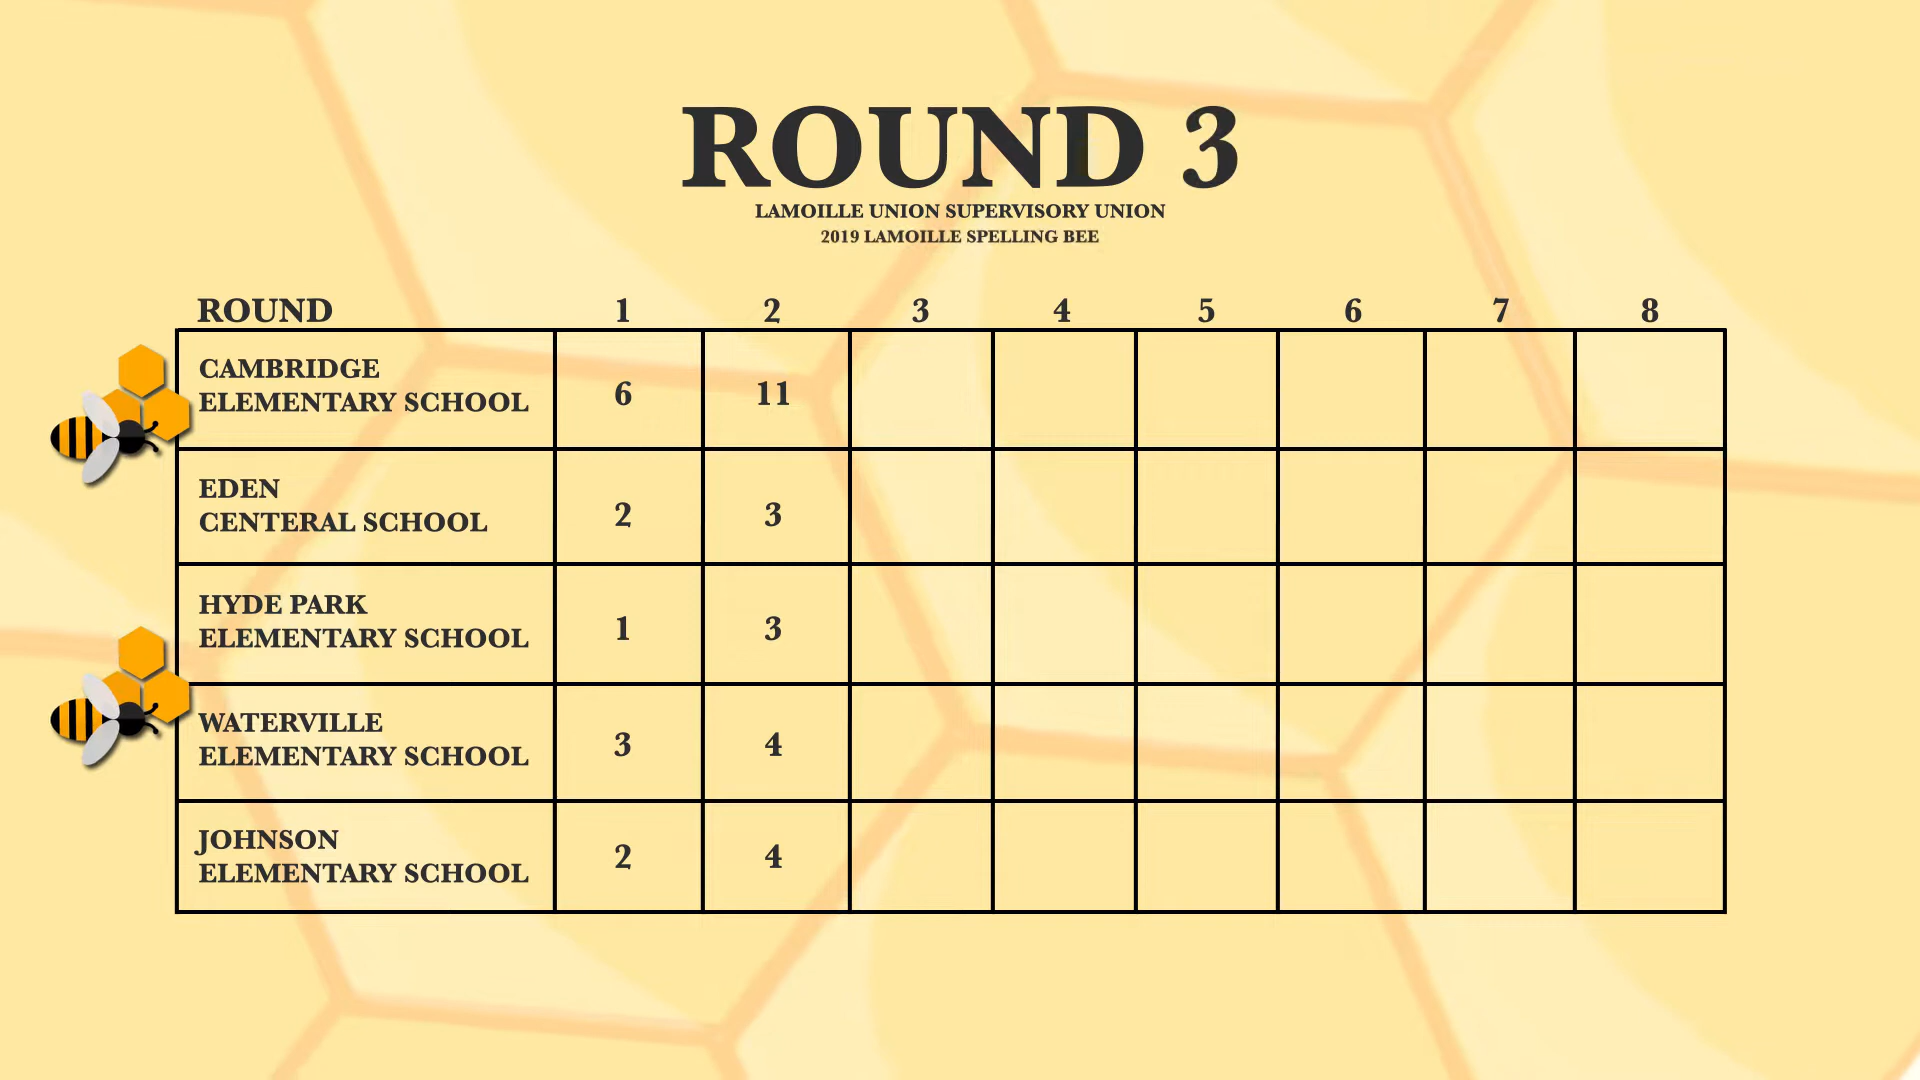 ROUND 3
LAMOILLE UNION SUPERVISORY UNION
2019 LAMOILLE SPELLING BEE
ROUND 1 2 3 4 5 6 7 8
CAMBRIDGE
ELEMENTARY SCHOOL 6 11
EDEN
CENTERAL SCHOOL 2 3
HYDE PARK
ELEMENTARY SCHOOL 1 3
WATERVILLE
ELEMENTARY SCHOOL 3 4
JOHNSON
ELEMENTARY SCHOOL 2 4